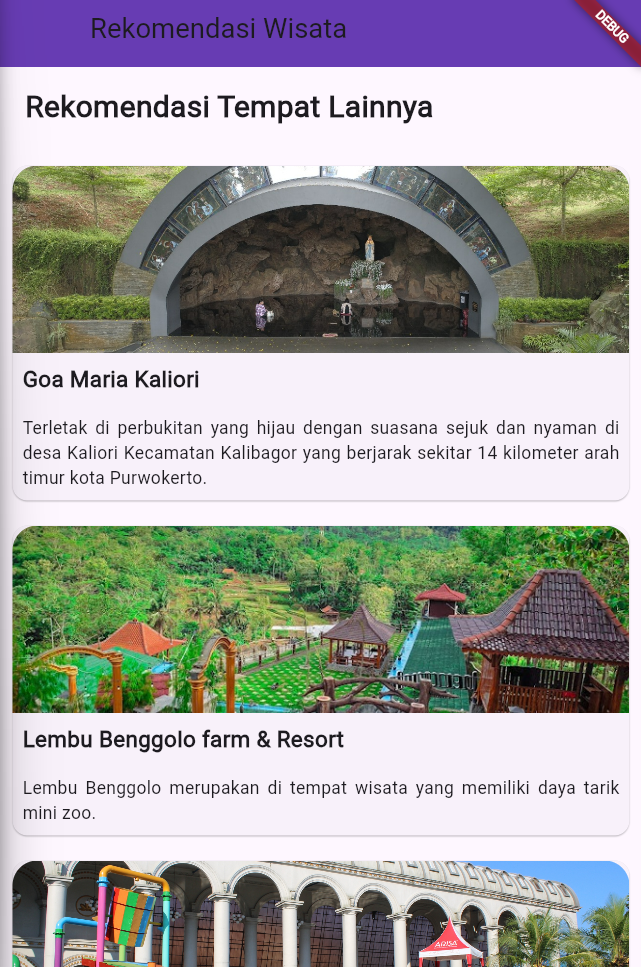 Rekomendasi Wisata
DEBUG
Rekomendasi Tempat Lainnya
Goa Maria Kaliori
Terletak di perbukitan yang hijau dengan suasana sejuk dan nyaman di
desa Kaliori Kecamatan Kalibagor yang berjarak sekitar 14 kilometer arah
timur kota Purwokerto.
Lembu Benggolo farm & Resort
Lembu Benggolo merupakan di tempat wisata yang memiliki daya tarik
mini zoo.
ARISA